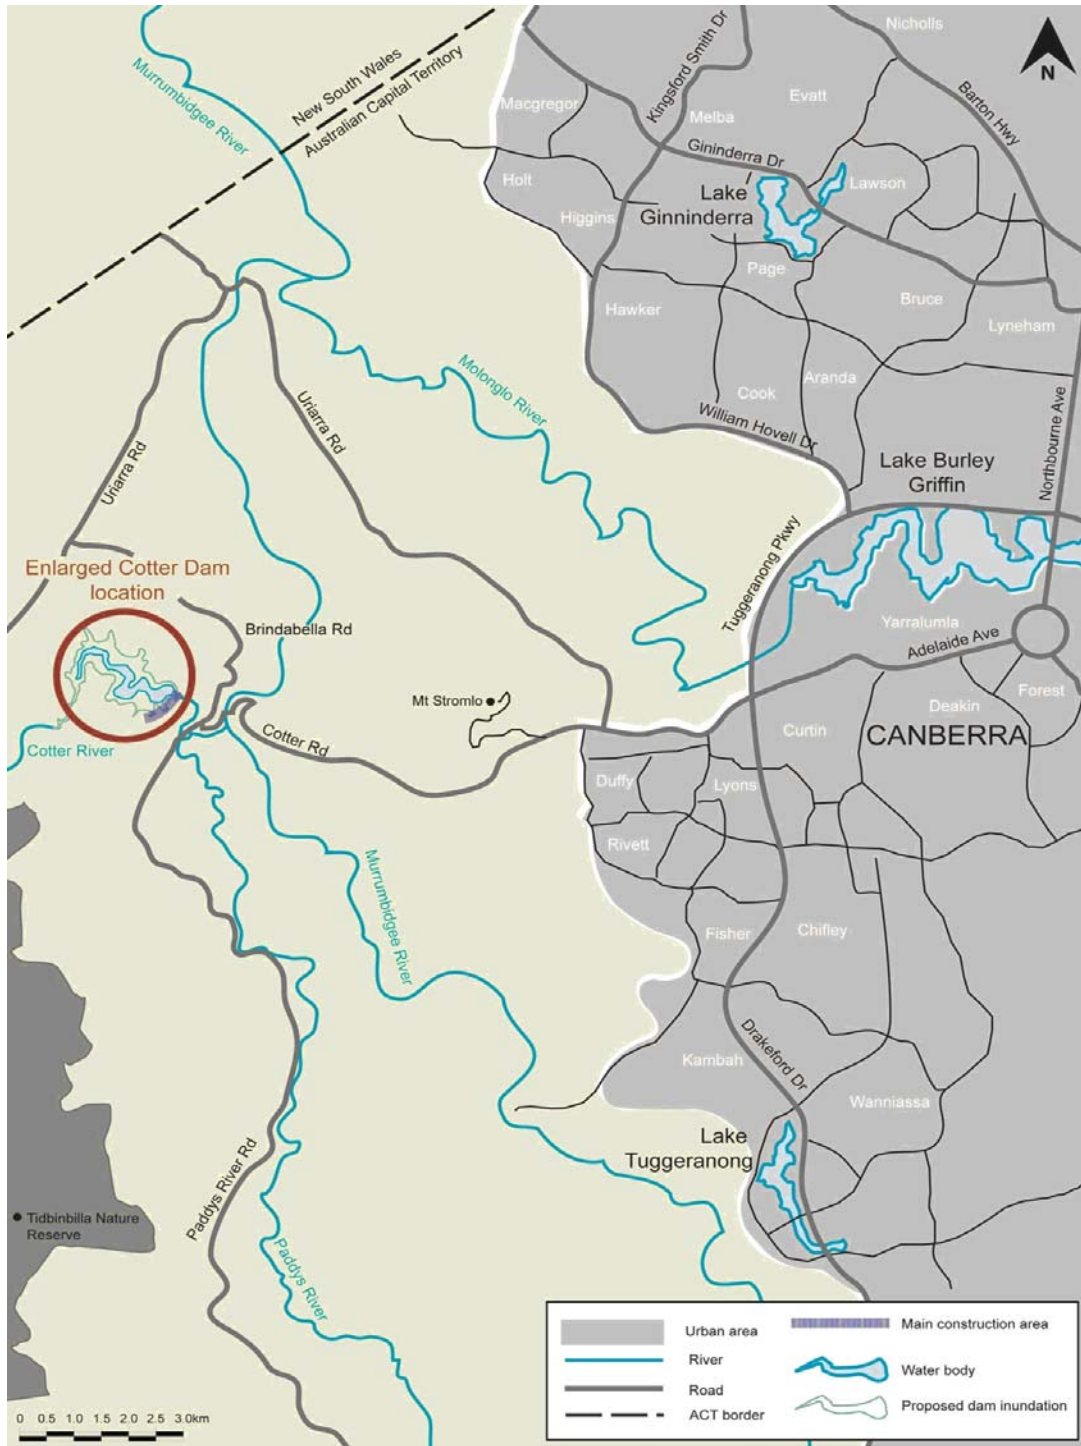 Nicholls
N
Kingsford Smith Dr
New South Wales
Australian Capital Territory
Murrumbidgee River
Macgregor
Melba
Evatt
Barton Hwy
Gininderra Dr
Holt
Lake
Ginninderra
Lawson
Higgins
Page
Hawker
Bruce
Lyneham
Molonglo River
Cook
Aranda
Uriarra Rd
William Hovell Dr
Uriarra Rd
Northbourne Ave
Lake Burley
Griffin
Tuggeranong Pkwy
Enlarged Cotter Dam
location
Brindabella Rd
Yarralumla
Adelaide Ave
Mt Stromlo
Deakin
Forest
Cotter River
Cotter Rd
Curtin
CANBERRA
Duffy
Lyons
Rivett
Murrumbidgee River
Fisher
Chifley
Drakeford Dr
Kambah
Wanniassa
Lake
Tuggeranong
Paddys River Rd
Tidbinbilla Nature
Reserve
Paddys River
Urban area
River
Road
ACT border
Main construction area
Water body
Proposed dam inundation
0 0.5 1.0 1.5 2.0 2.5 3.0km